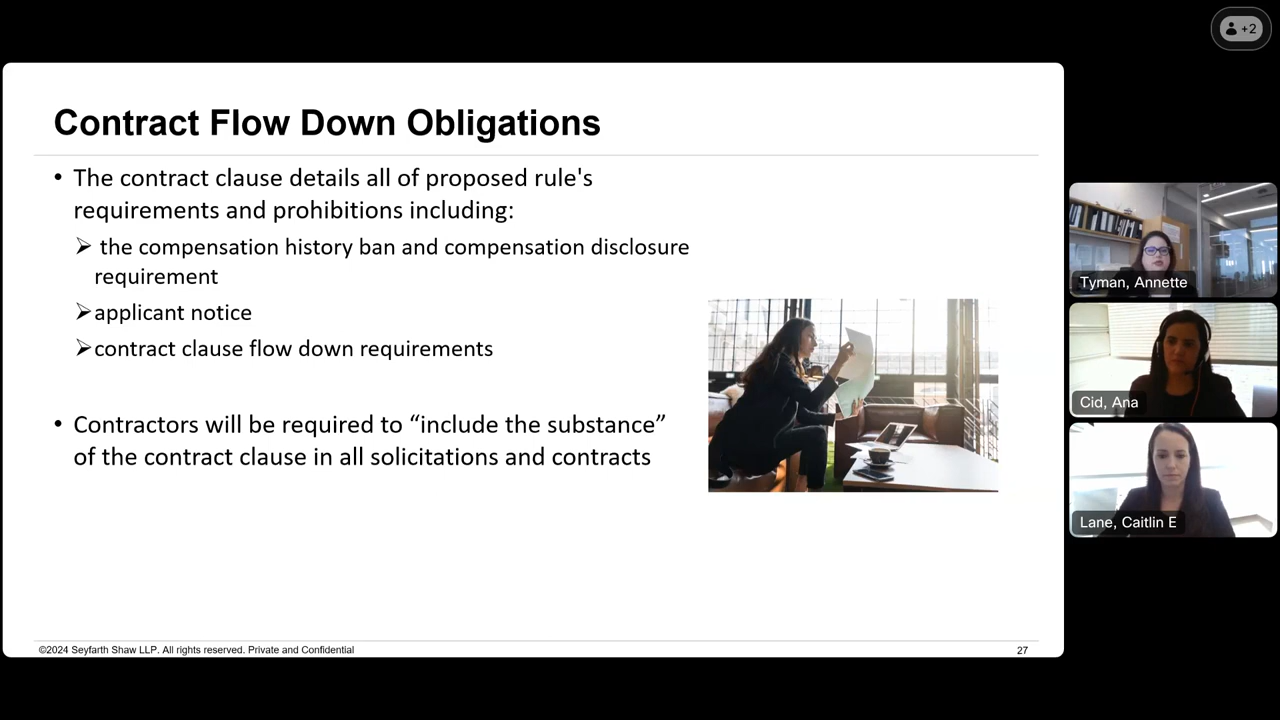 +2
Contract Flow Down Obligations
• The contract clause details all of proposed rule's
requirements and prohibitions including:
➢ the compensation history ban and compensation disclosure
requirement
➢applicant notice
➢contract clause flow down requirements
• Contractors will be required to “include the substance”
of the contract clause in all solicitations and contracts
©2024 Seyfarth Shaw LLP. All rights reserved. Private and Confidential
27
Tyman, Annette
Cid, Ana
Lane, Caitlin E